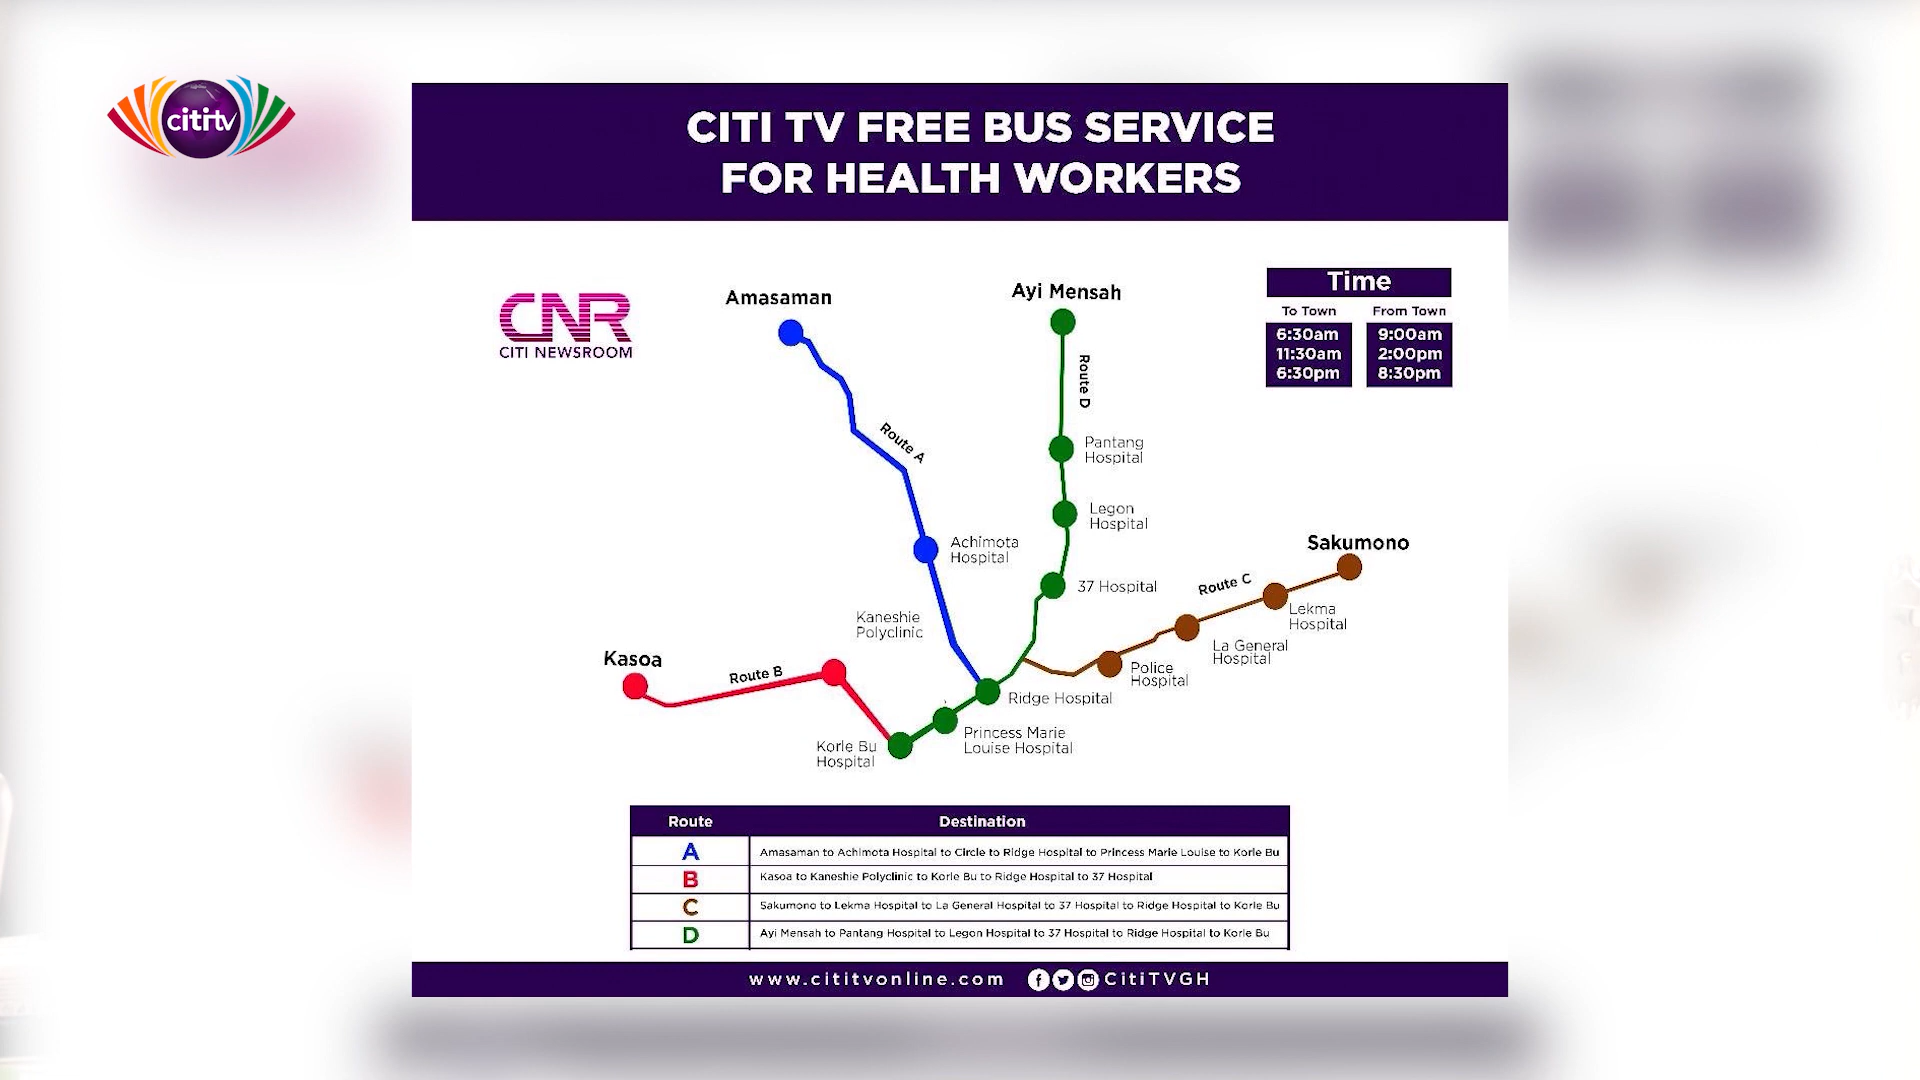 cititv
CITI TV FREE BUS SERVICE
FOR HEALTH WORKERS
CNR
CITI NEWSROOM
Amasaman
Ayi Mensah
Time
To Town
From Town
6:30am
9:00am
11:30am
2:00pm
6:30pm
8:30pm
Route D
Route A
Pantang
Hospital
Legon
Hospital
Achimota
Hospital
37 Hospital
Sakumono
Route C
Lekma
Hospital
La General
Hospital
Police
Hospital
Kaneshie
Polyclinic
Kasoa
Route B
Ridge Hospital
Princess Marie
Louise Hospital
Korle Bu
Hospital
Route Destination
A Amasaman to Achimota Hospital to Circle to Ridge Hospital to Princess Marie Louise to Korle Bu
B Kasoa to Kaneshie Polyclinic to Korle Bu to Ridge Hospital to 37 Hospital
C Sakumono to Lekma Hospital to La General Hospital to 37 Hospital to Ridge Hospital to Korle Bu
D Ayi Mensah to Pantang Hospital to Legon Hospital to 37 Hospital to Ridge Hospital to Korle Bu
www.cititvonline.com CitiTVGH